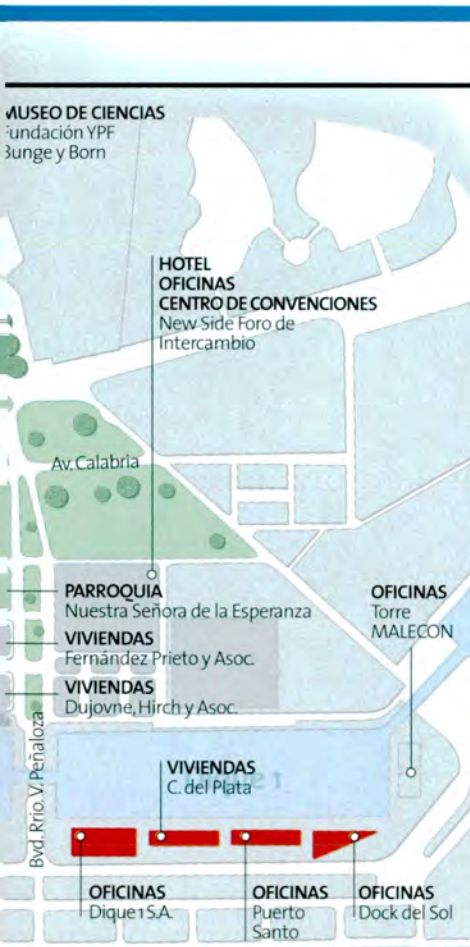 MUSEO DE CIENCIAS
Fundación YPF
Bunge y Born
HOTEL
OFICINAS
CENTRO DE CONVENCIONES
New Side Foro de
Intercambio
Av. Calabria
PARROQUIA
Nuestra Señora de la Esperanza
VIVIENDAS
Fernández Prieto y Asoc.
VIVIENDAS
Dujovne, Hirch y Asoc.
OFICINAS
Torre
MALECON
Bvd. Rrio. V. Peñaloza
VIVIENDAS
C. del Plata
OFICINAS
Dique 1 S.A.
OFICINAS
Puerto
Santo
OFICINAS
Dock del Sol